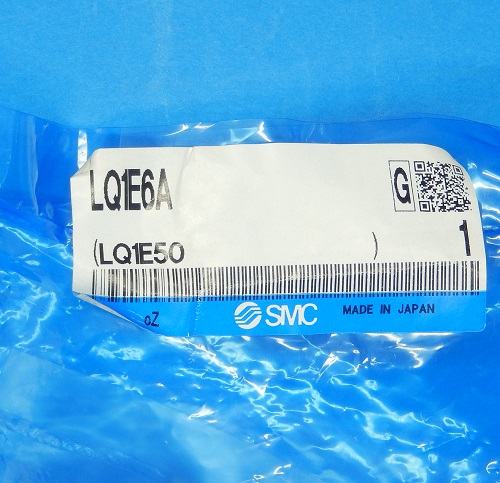 LQ1E6A
G
(LQ1E50 )
1
oZ
SMC
MADE IN JAPAN